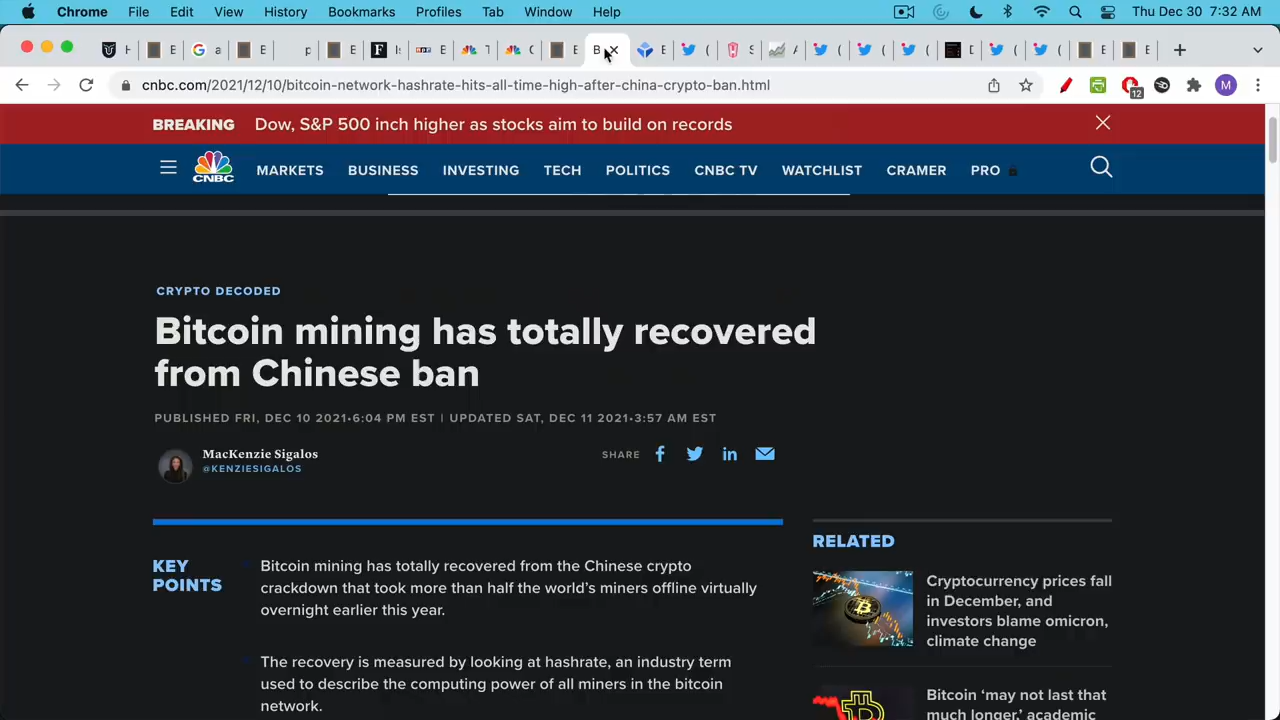 Chrome File Edit View History Bookmarks Profiles Tab Window Help Thu Dec 30 7:32 AM
cnbc.com/2021/12/10/bitcoin-network-hashrate-hits-all-time-high-after-china-crypto-ban.html
12
M
BREAKING Dow, S&P 500 inch higher as stocks aim to build on records
CNBC MARKETS BUSINESS INVESTING TECH POLITICS CNBC TV WATCHLIST CRAMER PRO
CRYPTO DECODED
Bitcoin mining has totally recovered
from Chinese ban
PUBLISHED FRI, DEC 10 2021•6:04 PM EST | UPDATED SAT, DEC 11 2021•3:57 AM EST
MacKenzie Sigalos
@KENZIESIGALOS
SHARE
KEY
POINTS
Bitcoin mining has totally recovered from the Chinese crypto
crackdown that took more than half the world's miners offline virtually
overnight earlier this year.
The recovery is measured by looking at hashrate, an industry term
used to describe the computing power of all miners in the bitcoin
network.
RELATED
Cryptocurrency prices fall
in December, and
investors blame omicron,
climate change
Bitcoin ‘may not last that
much longer,’ academic